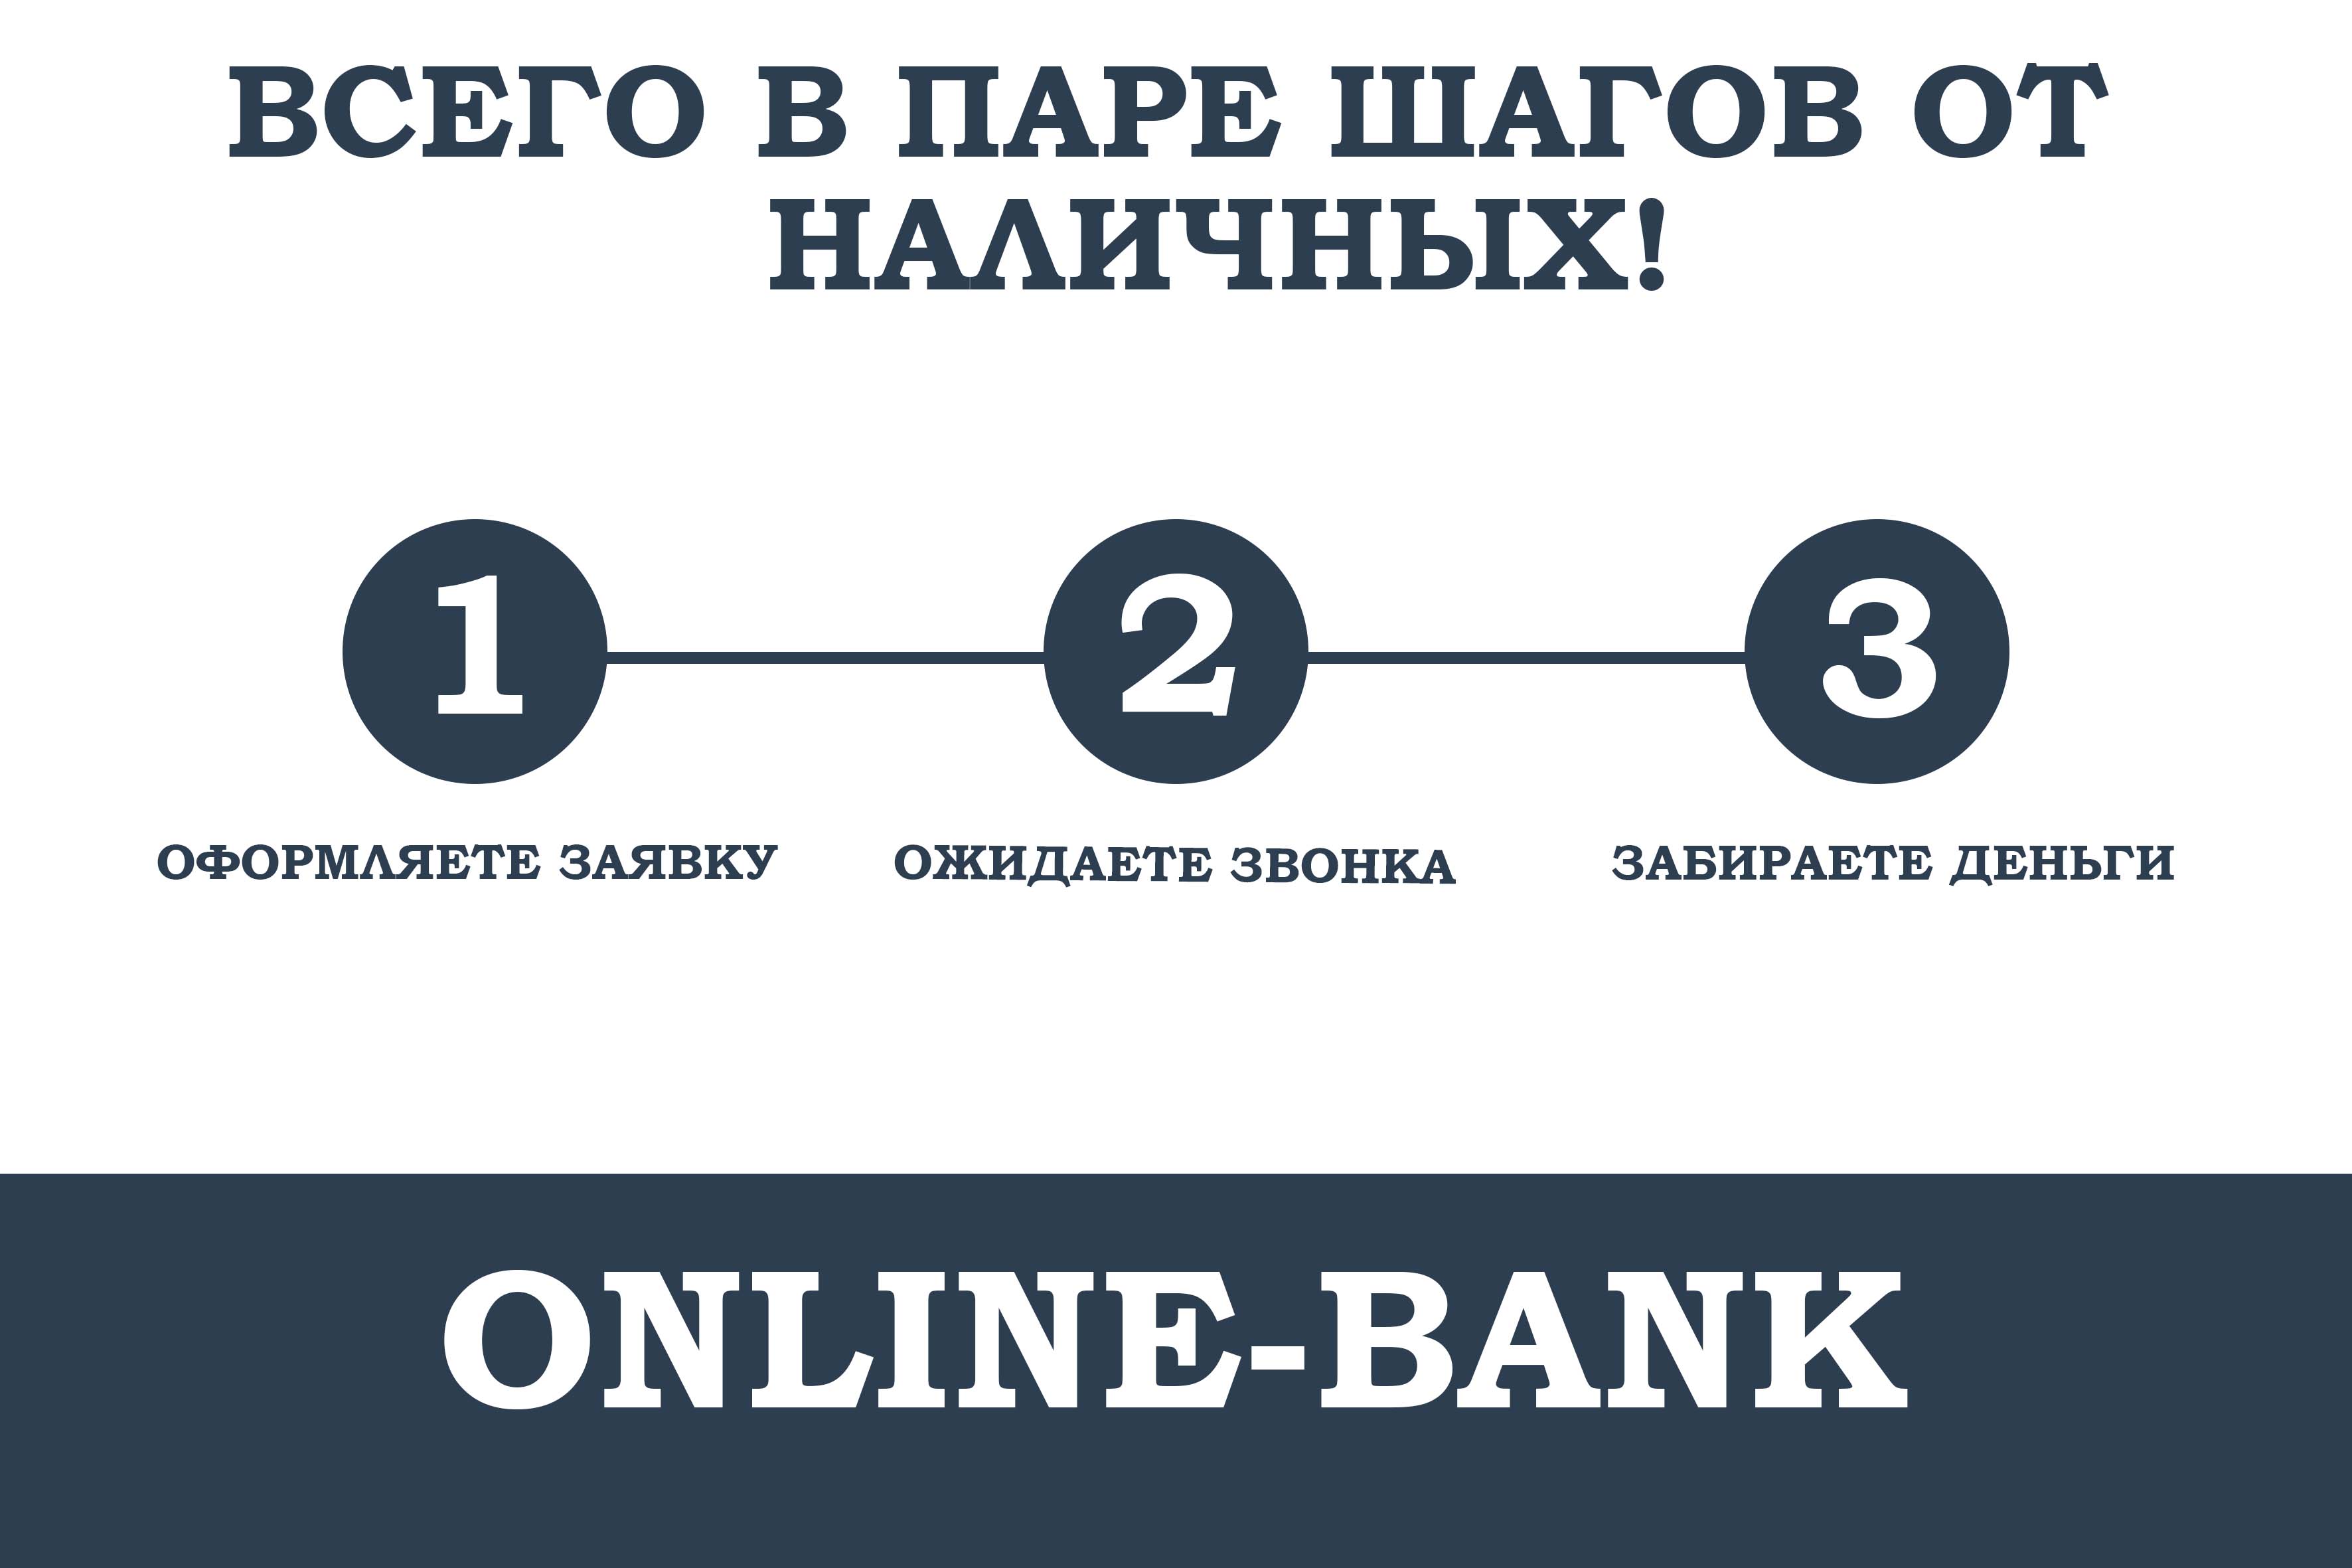 ВСЕГО В ПАРЕ ШАГОВ ОТ
НАЛИЧНЫХ!
1 2 3
ОФОРМЛЯЕТЕ ЗАЯВКУ ОЖИДАЕТЕ ЗВОНКА ЗАБИРАЕТЕ ДЕНЬГИ
ONLINE-BANK